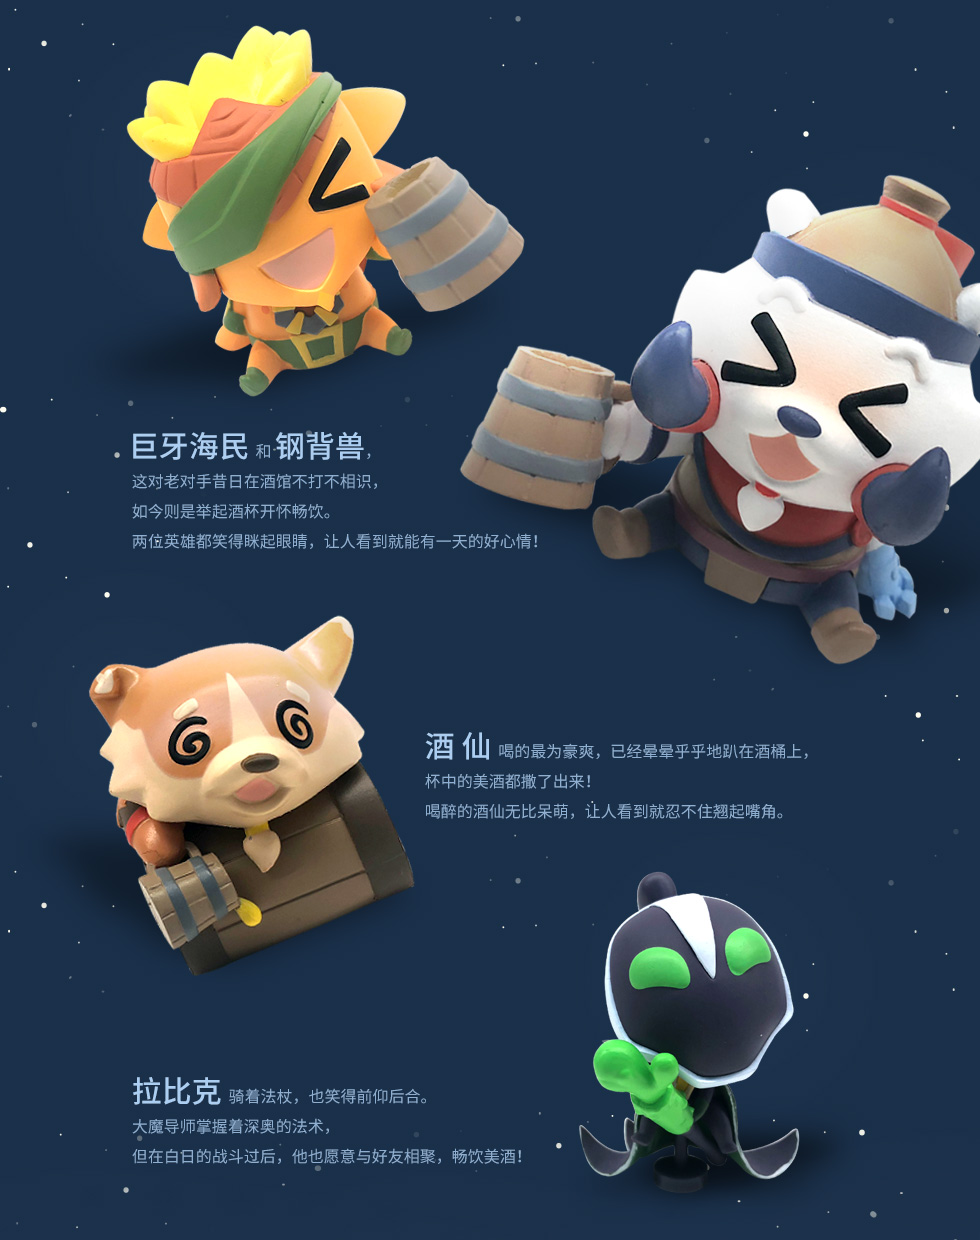 巨牙海民 和 钢背兽，
这对老对手昔日在酒馆不打不相识，
如今则是举起酒杯开怀畅饮。
两位英雄都笑得眯起眼睛，让人看到就能有一天的好心情！
酒 仙 喝的最为豪爽，已经晕晕乎乎地趴在酒桶上，
杯中的美酒都撒了出来！
喝醉的酒仙无比呆萌，让人看到就忍不住翘起嘴角。
拉比克 骑着法杖，也笑得前仰后合。
大魔导师掌握着深奥的法术，
但在白日的战斗过后，他也愿意与好友相聚，畅饮美酒！